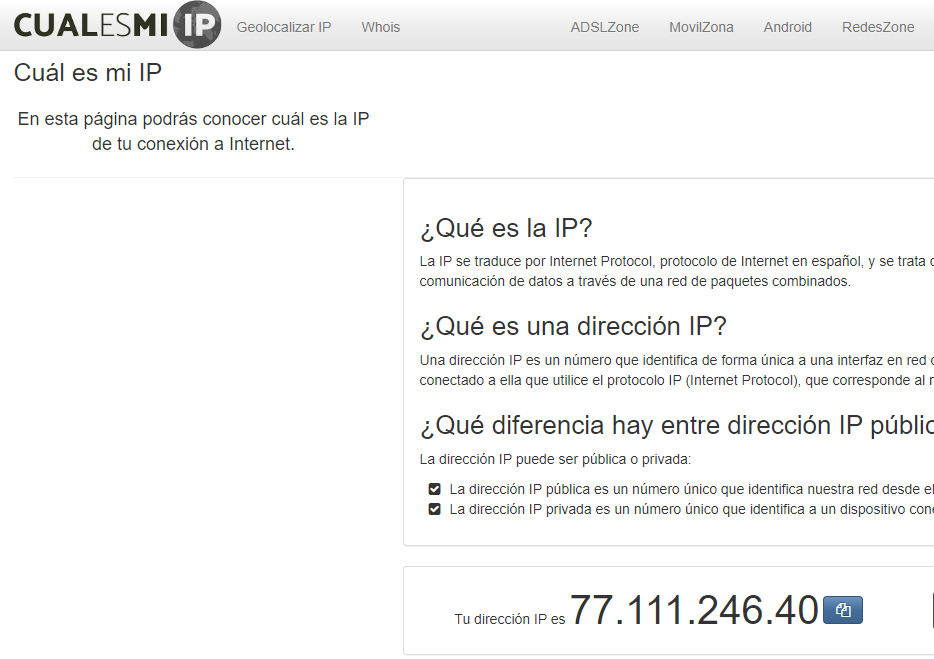 CUALESMI IP Geolocalizar IP Whois ADSLZone MovilZona Android RedesZone
Cuál es mi IP
En esta página podrás conocer cuál es la IP
de tu conexión a Internet.
¿Qué es la IP?
La IP se traduce por Internet Protocol, protocolo de Internet en español, y se trata
comunicación de datos a través de una red de paquetes combinados.
¿Qué es una dirección IP?
Una dirección IP es un número que identifica de forma única a una interfaz en red
conectado a ella que utilice el protocolo IP (Internet Protocol), que corresponde al
¿Qué diferencia hay entre dirección IP públic
La dirección IP puede ser pública o privada:
La dirección IP pública es un número único que identifica nuestra red desde el
La dirección IP privada es un número único que identifica a un dispositivo con
Tu dirección IP es 77.111.246.40